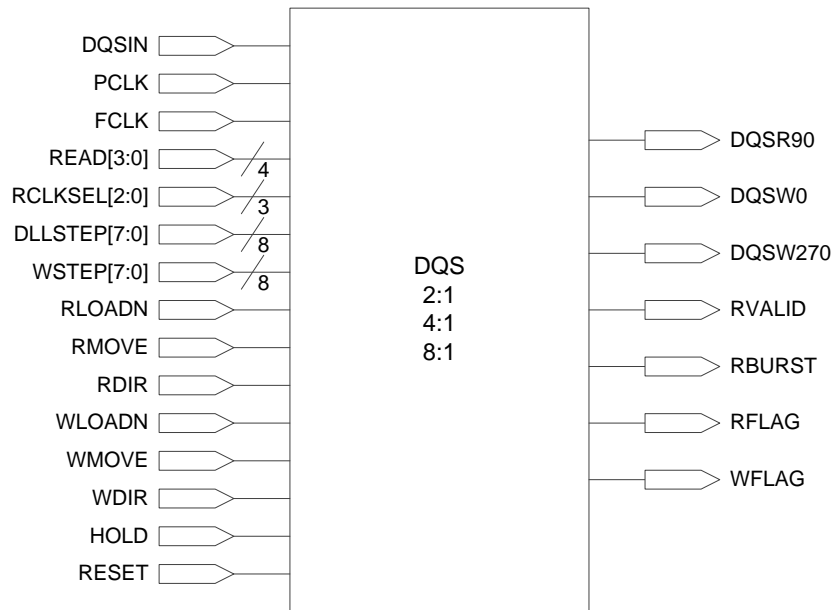 DQSIN
PCLK
FCLK
READ[3:0]
4
RCLKSEL[2:0]
3
DLLSTEP[7:0]
8
WSTEP[7:0]
8
RLOADN
RMOVE
RDIR
WLOADN
WMOVE
WDIR
HOLD
RESET
DQS
2:1
4:1
8:1
DQSR90
DQSW0
DQSW270
RVALID
RBURST
RFLAG
WFLAG